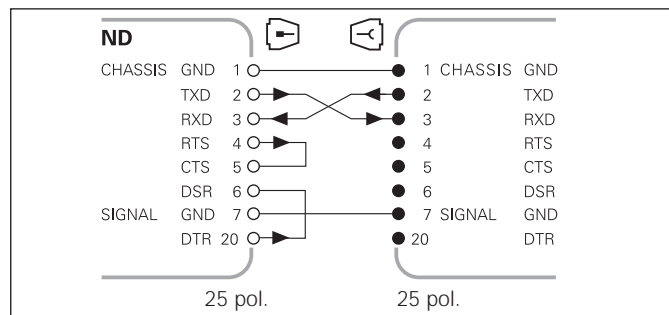 ND
CHASSIS GND 1 1 CHASSIS GND
TXD 2 2 TXD
RXD 3 3 RXD
RTS 4 4 RTS
CTS 5 5 CTS
DSR 6 6 DSR
SIGNAL GND 7 7 SIGNAL GND
DTR 20 20 DTR
25 pol. 25 pol.